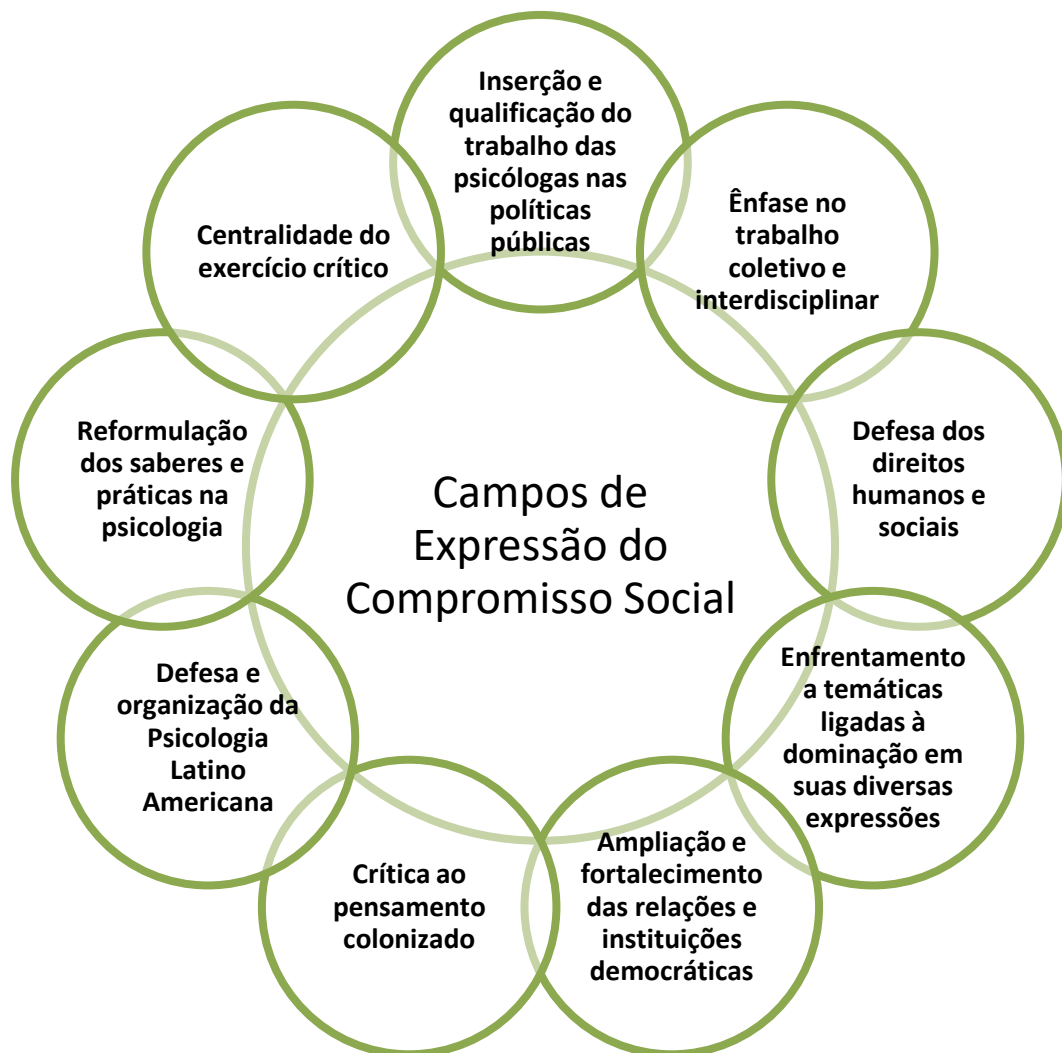 Inserção e
qualificação do
trabalho das
psicólogas nas
políticas
públicas
Ênfase no
trabalho
coletivo e
interdisciplinar
Defesa dos
direitos
humanos e
sociais
Enfrentamento
a temáticas
ligadas à
dominação em
suas diversas
expressões
Ampliação e
fortalecimento
das relações e
instituições
democráticas
Crítica ao
pensamento
colonizado
Defesa e
organização da
Psicologia
Latino
Americana
Reformulação
dos saberes e
práticas na
psicologia
Centralidade do
exercício crítico
Campos de
Expressão do
Compromisso Social